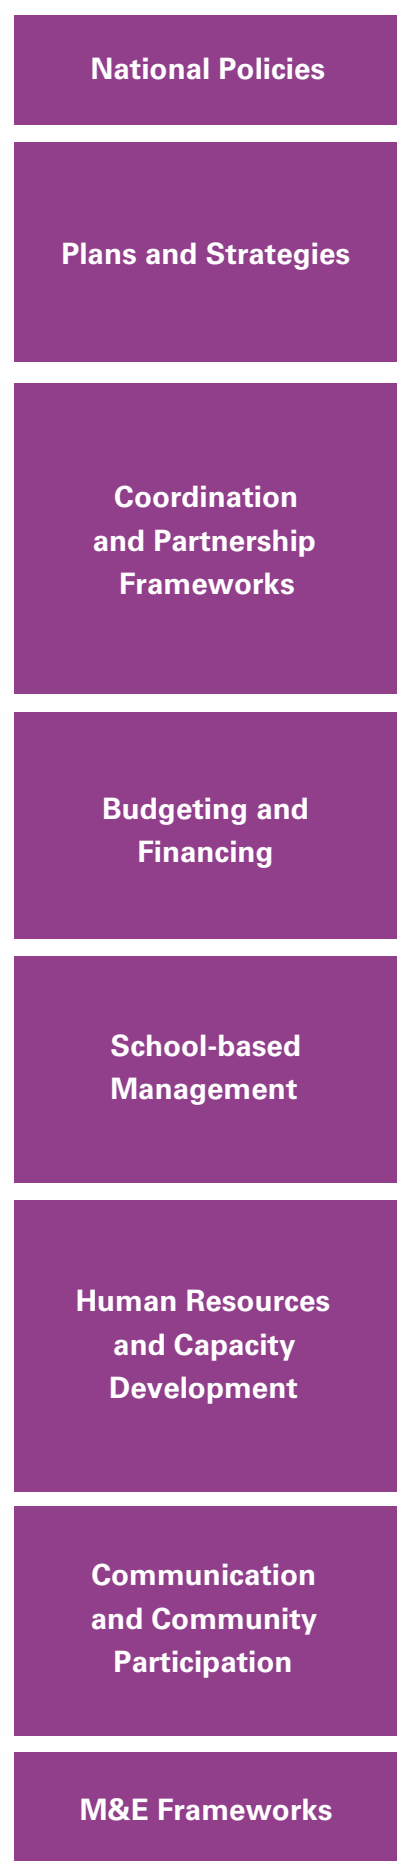 National Policies
Plans and Strategies
Coordination
and Partnership
Frameworks
Budgeting and
Financing
School-based
Management
Human Resources
and Capacity
Development
Communication
and Community
Participation
M&E Frameworks